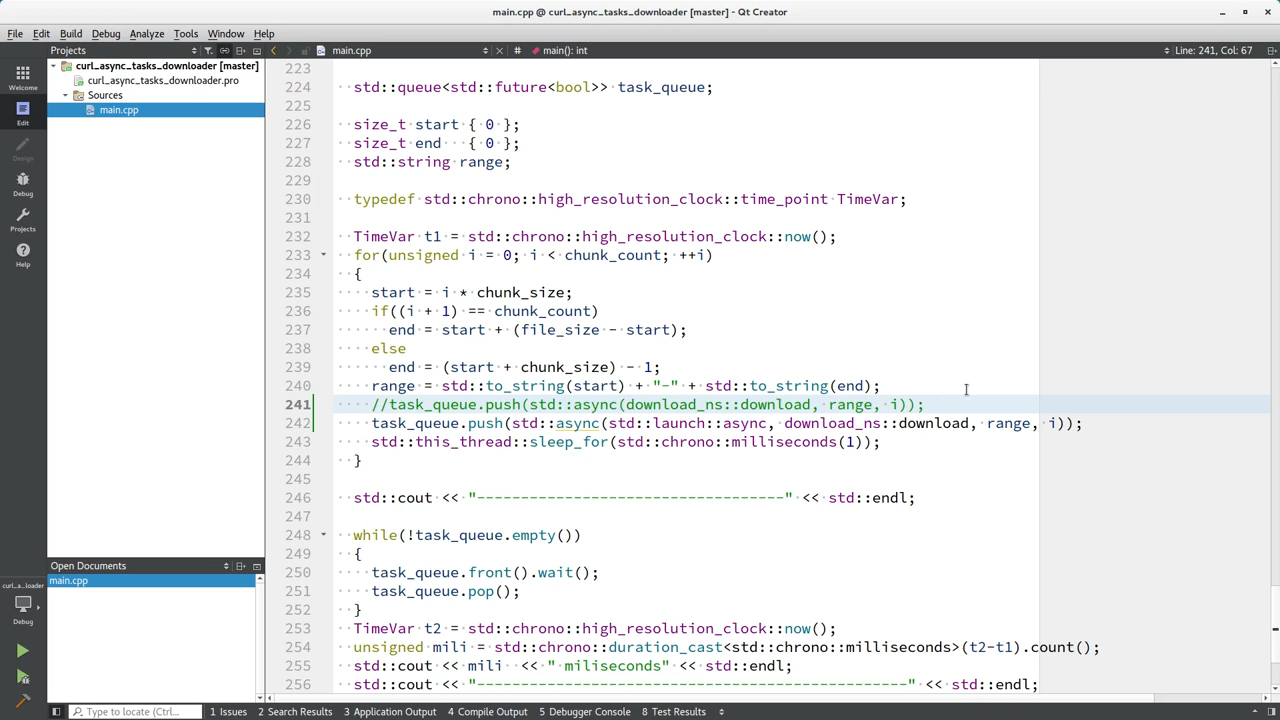 main.cpp @ curl_async_tasks_downloader [master] - Qt Creator
File Edit Build Debug Analyze Tools Window Help
Projects
main.cpp
# main(): int
Line: 241, Col: 67
Welcome
Edit
Design
Debug
Projects
Help
curl_a...loader
Debug
curl_async_tasks_downloader [master]
curl_async_tasks_downloader.pro
Sources
main.cpp
Open Documents
main.cpp
223
224 std::queue<std::future<bool>> task_queue;
225
226 size_t start { 0 };
227 size_t end   { 0 };
228 std::string range;
229
230 typedef std::chrono::high_resolution_clock::time_point TimeVar;
231
232 TimeVar t1 = std::chrono::high_resolution_clock::now();
233 for(unsigned i = 0; i < chunk_count; ++i)
234 {
235 start = i * chunk_size;
236 if((i + 1) == chunk_count)
237 end = start + (file_size - start);
238 else
239 end = (start + chunk_size) - 1;
240 range = std::to_string(start) + "-" + std::to_string(end);
241 //task_queue.push(std::async(download_ns::download, range, i));
242 task_queue.push(std::async(std::launch::async, download_ns::download, range, i));
243 std::this_thread::sleep_for(std::chrono::milliseconds(1));
244 }
245
246 std::cout << "-----------------------------------" << std::endl;
247
248 while(!task_queue.empty())
249 {
250 task_queue.front().wait();
251 task_queue.pop();
252 }
253 TimeVar t2 = std::chrono::high_resolution_clock::now();
254 unsigned mili = std::chrono::duration_cast<std::chrono::milliseconds>(t2-t1).count();
255 std::cout << mili  << " miliseconds" << std::endl;
256 std::cout << "-----------------------------------------------" << std::endl;
Type to locate (Ctrl...
1 Issues 2 Search Results 3 Application Output 4 Compile Output 5 Debugger Console 8 Test Results